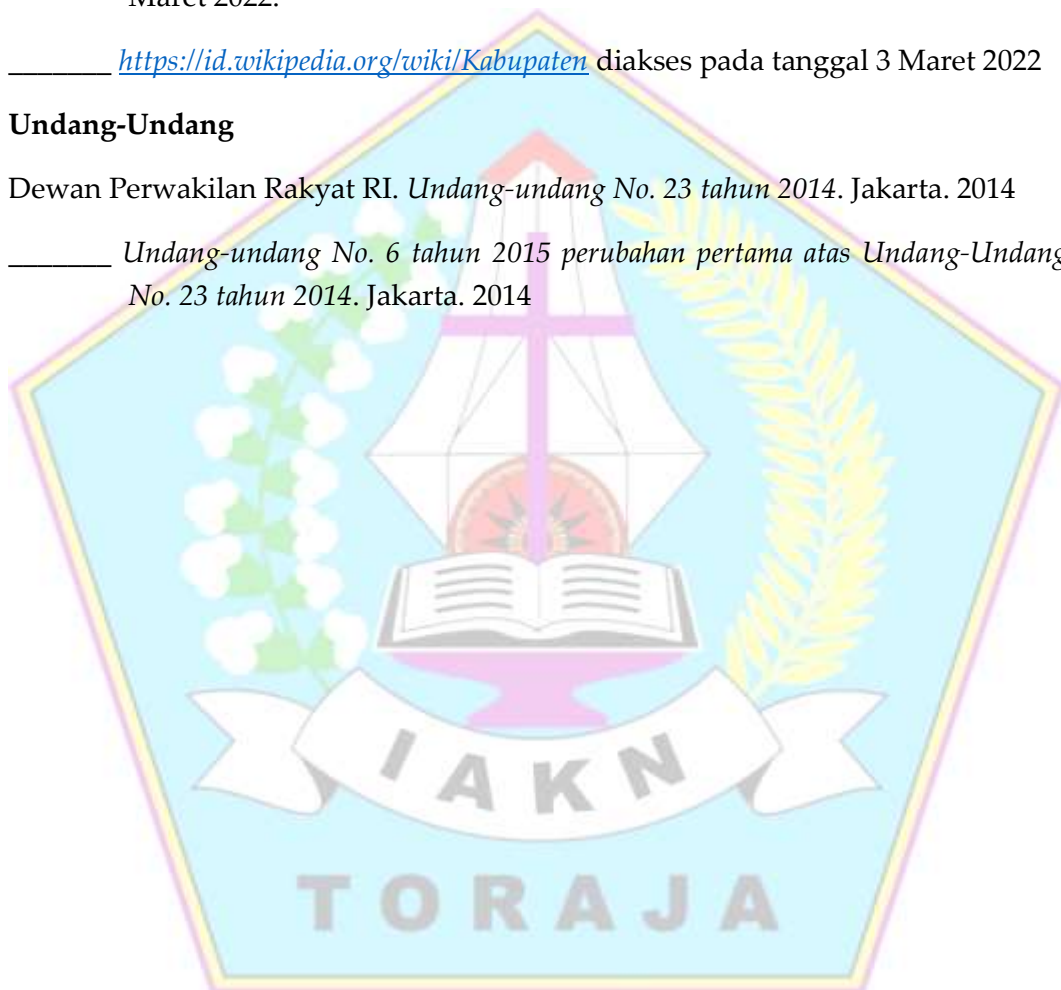 Maret 2022.
_______ https://id.wikipedia.org/wiki/Kabupaten diakses pada tanggal 3 Maret 2022
Undang-Undang
Dewan Perwakilan Rakyat RI. Undang-undang No. 23 tahun 2014. Jakarta. 2014
_______ Undang-undang No. 6 tahun 2015 perubahan pertama atas Undang-Undang
No. 23 tahun 2014. Jakarta. 2014
IAKN
TORAJA